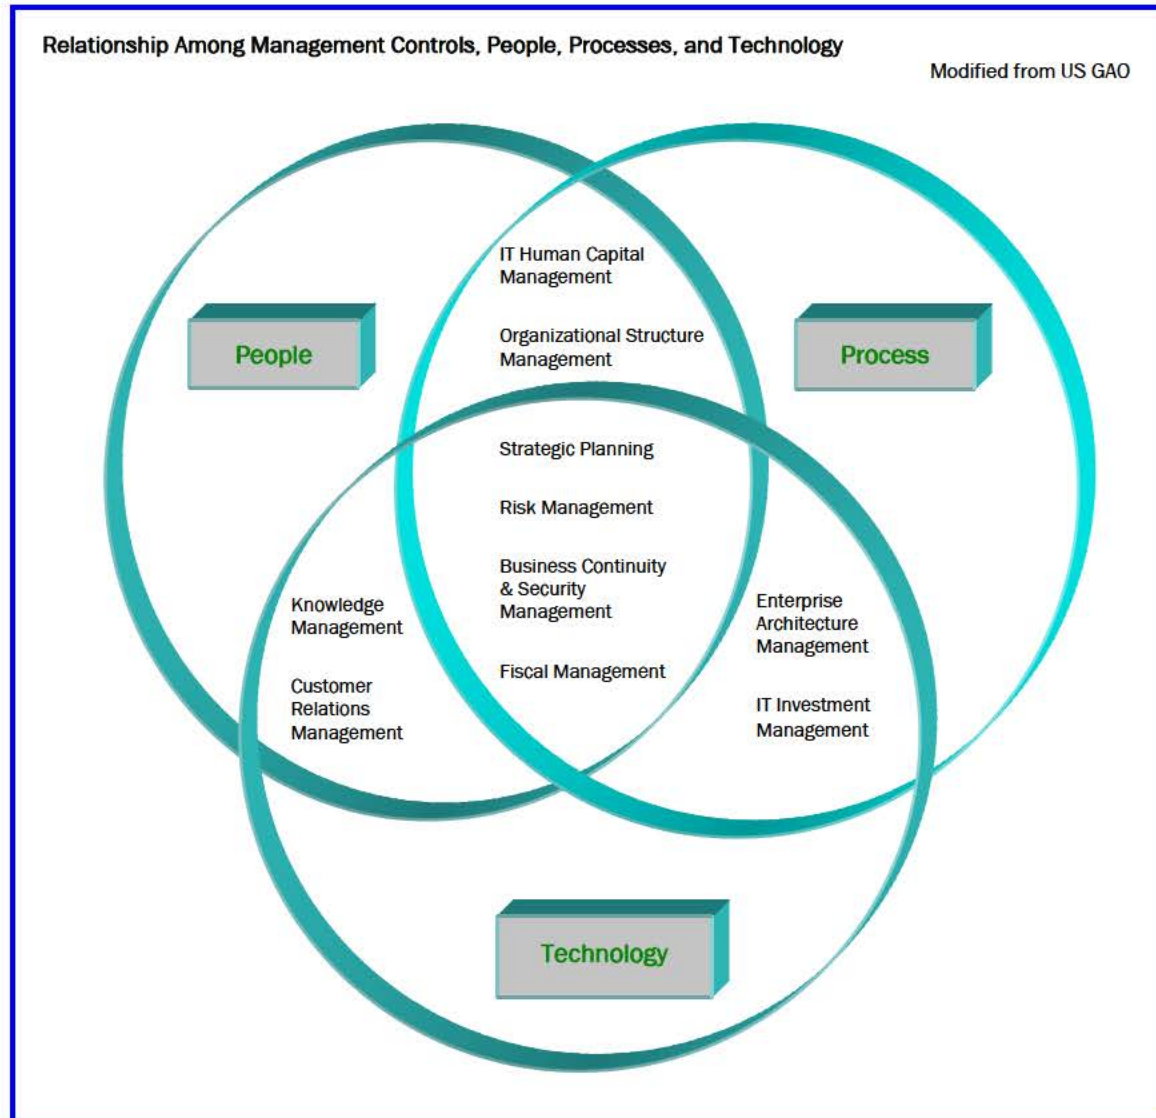 Relationship Among Management Controls, People, Processes, and Technology
Modified from US GAO
IT Human Capital
Management
Organizational Structure
Management
People
Process
Strategic Planning
Risk Management
Business Continuity
& Security
Management
Fiscal Management
Knowledge
Management
Customer
Relations
Management
Enterprise
Architecture
Management
IT Investment
Management
Technology